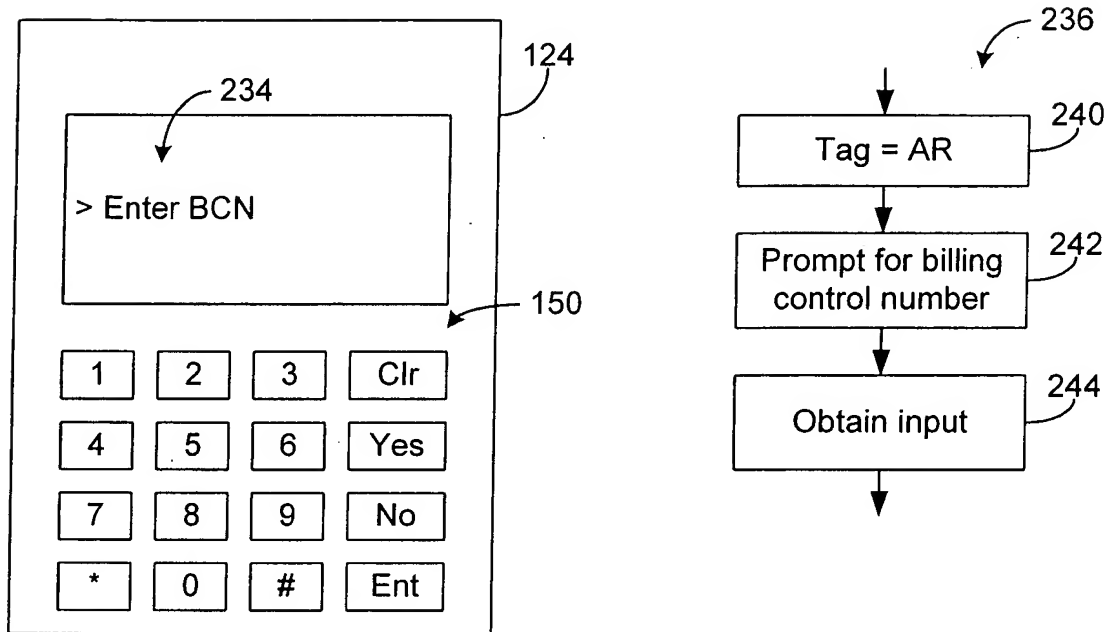 124
234
> Enter BCN
150
1 2 3 Clr
4 5 6 Yes
7 8 9 No
* 0 # Ent
236
240
Tag = AR
242
Prompt for billing
control number
244
Obtain input